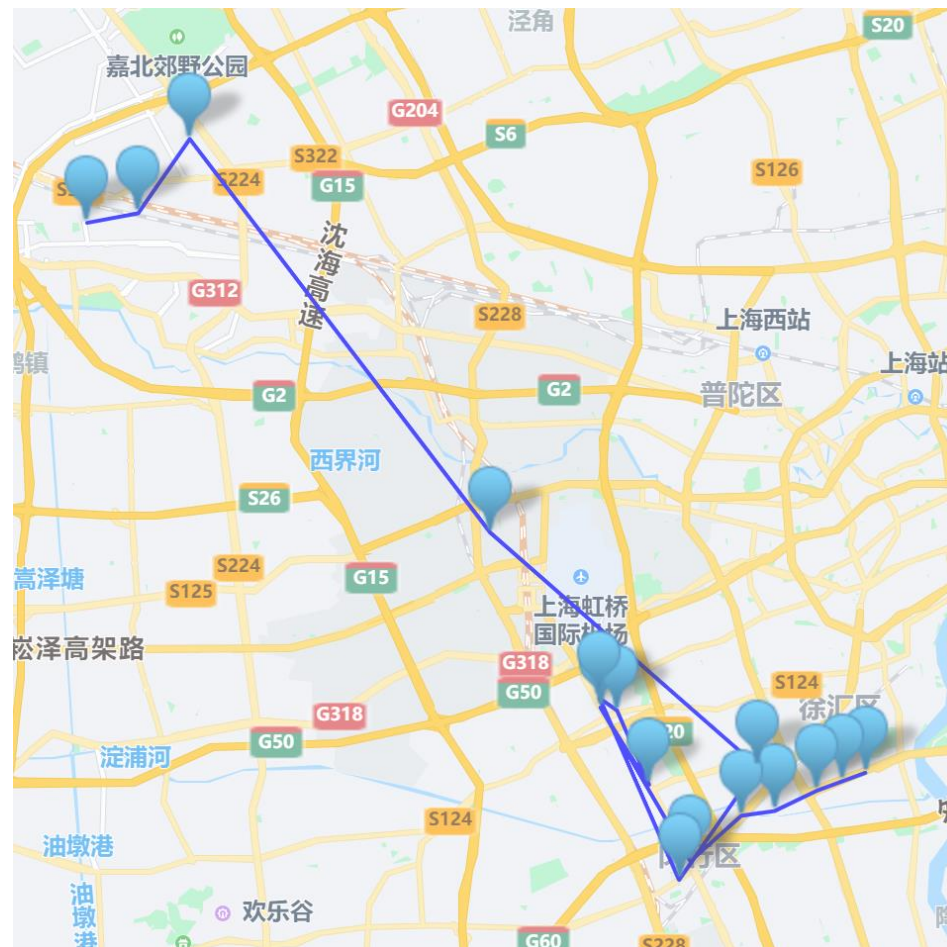 泾角
S20
嘉北郊野公园
G204
S6
S322
S126
S224
G15
沈海高速
G312
S228
上海西站
上海站
鹤镇
G2
G2
普陀区
西界河
S26
S224
G15
嵩泽塘
S125
上海虹桥
国际机场
崧泽高架路
G318
S124
G50
徐汇区
G318
20
G50
淀浦河
S124
油墩港
闵行区
油墩港
欢乐谷
G60
S228